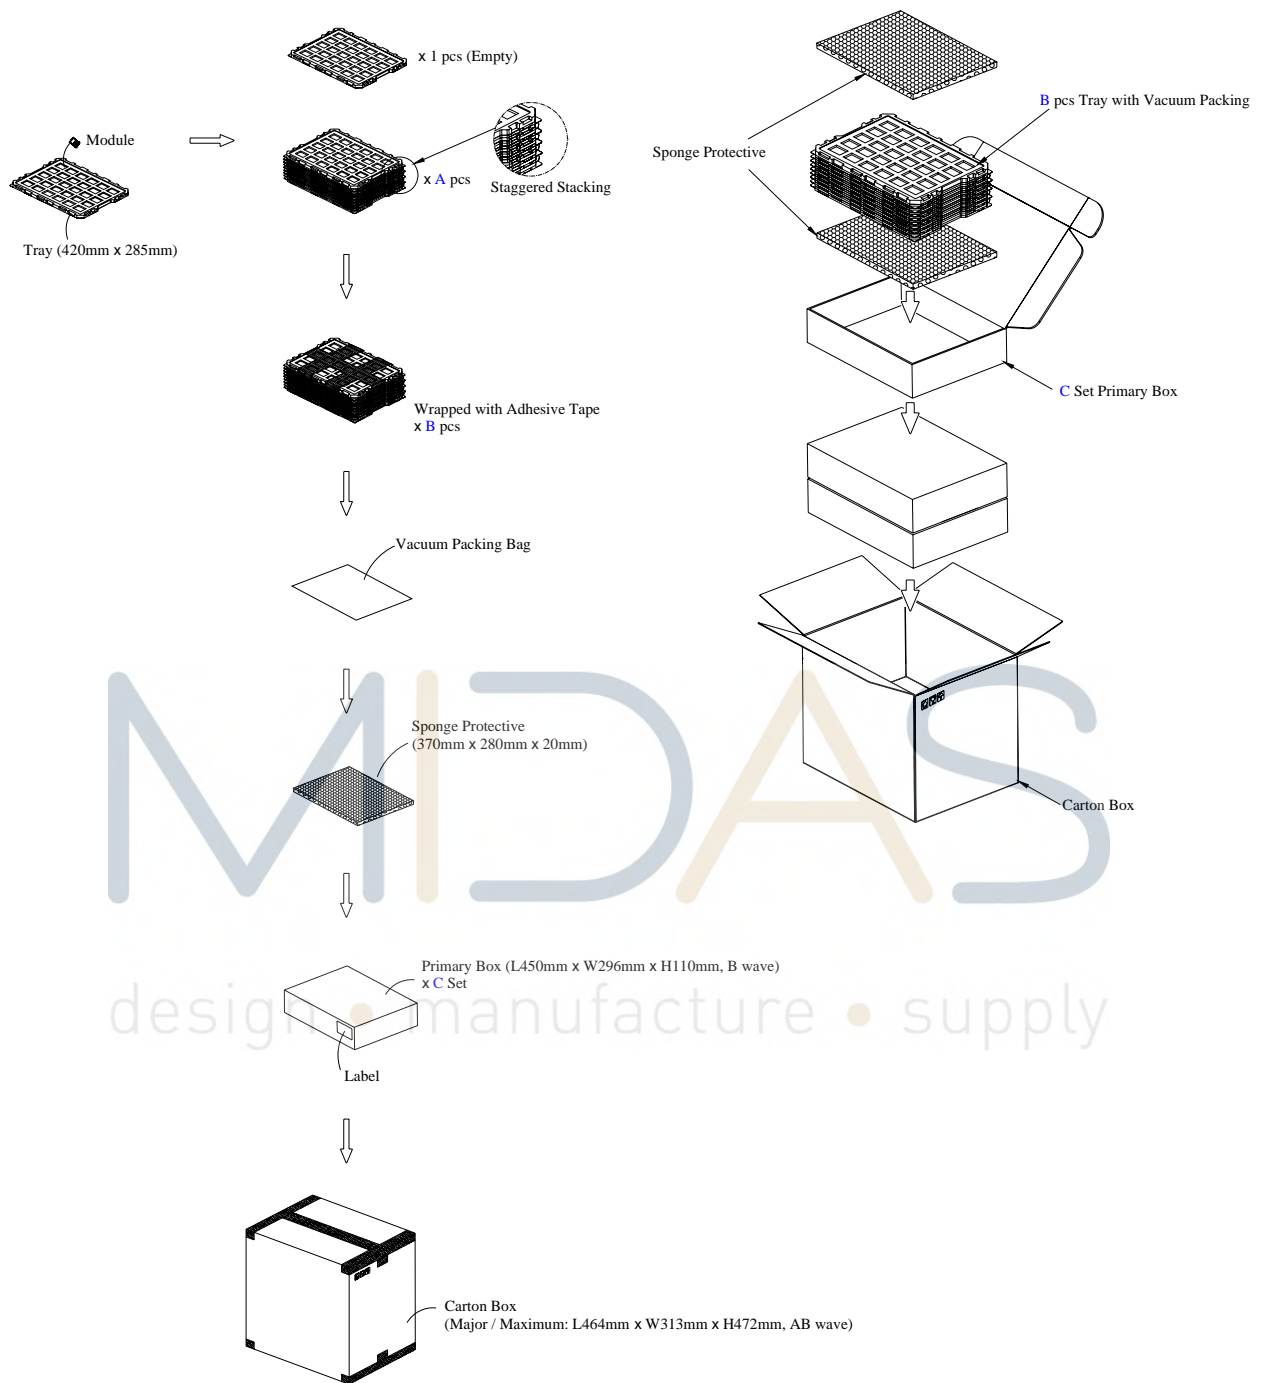 x 1 pcs (Empty)
Module
Tray (420mm x 285mm)
x A pcs
Staggered Stacking
Wrapped with Adhesive Tape
x B pcs
Vacuum Packing Bag
Sponge Protective
(370mm x 280mm x 20mm)
Primary Box (L450mm x W296mm x H110mm, B wave)
x C Set
Label
Carton Box
(Major / Maximum: L464mm x W313mm x H472mm, AB wave)
B pcs Tray with Vacuum Packing
Sponge Protective
C Set Primary Box
Carton Box
MIDAS
design • manufacture • supply